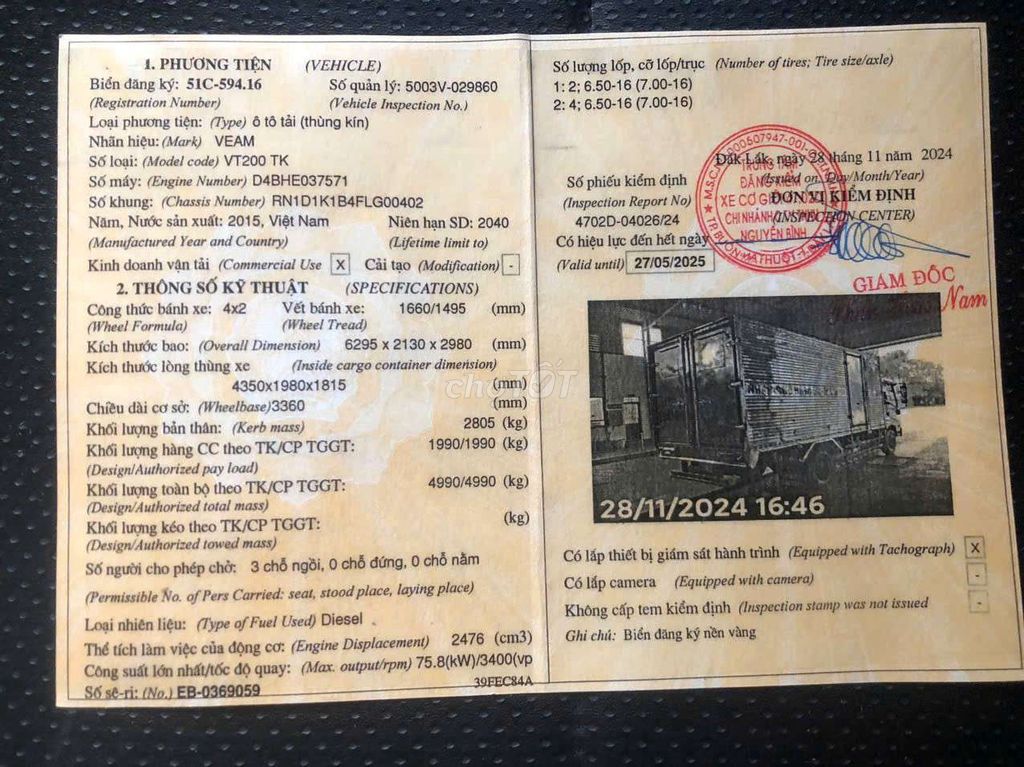 1. PHƯƠNG TIỆN (VEHICLE)
Biển đăng ký: 51C-594.16 Số quản lý: 5003V-029860
(Registration Number) (Vehicle Inspection No.)
Loại phương tiện: (Type) ô tô tải (thùng kín)
Nhãn hiệu: (Mark) VEAM
Số loại: (Model code) VT200 TK
Số máy: (Engine Number) D4BHE037571
Số khung: (Chassis Number) RN1D1K1B4FLG00402
Năm, Nước sản xuất: 2015, Việt Nam Niên hạn SD: 2040
(Manufactured Year and Country) (Lifetime limit to)
Kinh doanh vận tải (Commercial Use X Cải tạo (Modification) -
2. THÔNG SỐ KỸ THUẬT (SPECIFICATIONS)
Công thức bánh xe: 4x2 Vết bánh xe: 1660/1495 (mm)
(Wheel Formula) (Wheel Tread)
Kích thước bao: (Overall Dimension) 6295 x 2130 x 2980 (mm)
Kích thước lòng thùng xe (Inside cargo container dimension)
4350x1980x1815 (mm)
Chiều dài cơ sở: (Wheelbase) 3360 (mm)
Khối lượng bản thân: (Kerb mass) 2805 (kg)
Khối lượng hàng CC theo TK/CP TGGT: 1990/1990 (kg)
(Design/Authorized pay load)
Khối lượng toàn bộ theo TK/CP TGGT: 4990/4990 (kg)
(Design/Authorized total mass)
Khối lượng kéo theo TK/CP TGGT: (kg)
(Design/Authorized towed mass)
Số người cho phép chở: 3 chỗ ngồi, 0 chỗ đứng, 0 chỗ nằm
(Permissible No. of Pers Carried: seat, stood place, laying place)
Loại nhiên liệu: (Type of Fuel Used) Diesel
Thể tích làm việc của động cơ: (Engine Displacement) 2476 (cm3)
Công suất lớn nhất/tốc độ quay: (Max. output/rpm) 75.8(kW)/3400(vp
39FEC84A
Số sê-ri: (No.) EB-0369059
Số lượng lốp, cỡ lốp/trục (Number of tires; Tire size/axle)
1: 2; 6.50-16 (7.00-16)
2: 4; 6.50-16 (7.00-16)
Đắk Lắk, ngày 28 tháng 11 năm 2024
(Issued on: Day/Month/Year)
Số phiếu kiểm định ĐƠN VỊ KIỂM ĐỊNH
(Inspection Report No) (INSPECTION CENTER)
4702D-04026/24
Có hiệu lực đến hết ngày
(Valid until) 27/05/2025
TRUNG TÂM
ĐĂNG KIỂM
XE CƠ GIỚI
CHI NHÁNH
NGUYÊN BÌNH
GIÁM ĐỐC
Nam
chợTỐT
28/11/2024 16:46
Có lắp thiết bị giám sát hành trình (Equipped with Tachograph) X
Có lắp camera (Equipped with camera) -
Không cấp tem kiểm định (Inspection stamp was not issued -
Ghi chú: Biển đăng ký nền vàng